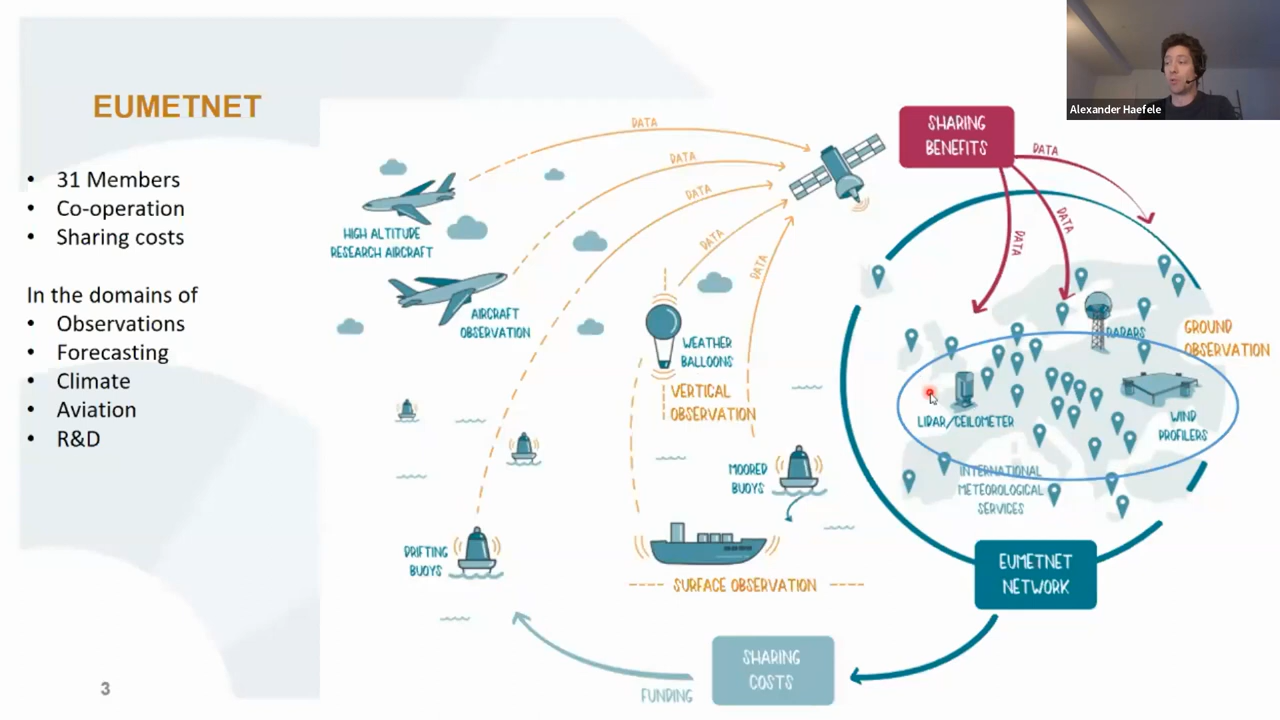 Alexander Haefele
EUMETNET
• 31 Members
• Co-operation
• Sharing costs
In the domains of
• Observations
• Forecasting
• Climate
• Aviation
• R&D
3
DATA
DATA
DATA
DATA
DATA
HIGH ALTITUDE
RESEARCH AIRCRAFT
AIRCRAFT
OBSERVATION
WEATHER
BALLOONS
VERTICAL
OBSERVATION
MOORED
BUOYS
DRIFTING
BUOYS
SURFACE OBSERVATION
SHARING
BENEFITS
DATA
DATA
DATA
RADARS
GROUND
OBSERVATION
LIDAR/CEILOMETER
WIND
PROFILERS
INTERNATIONAL
METEOROLOGICAL
SERVICES
EUMETNET
NETWORK
SHARING
COSTS
FUNDING